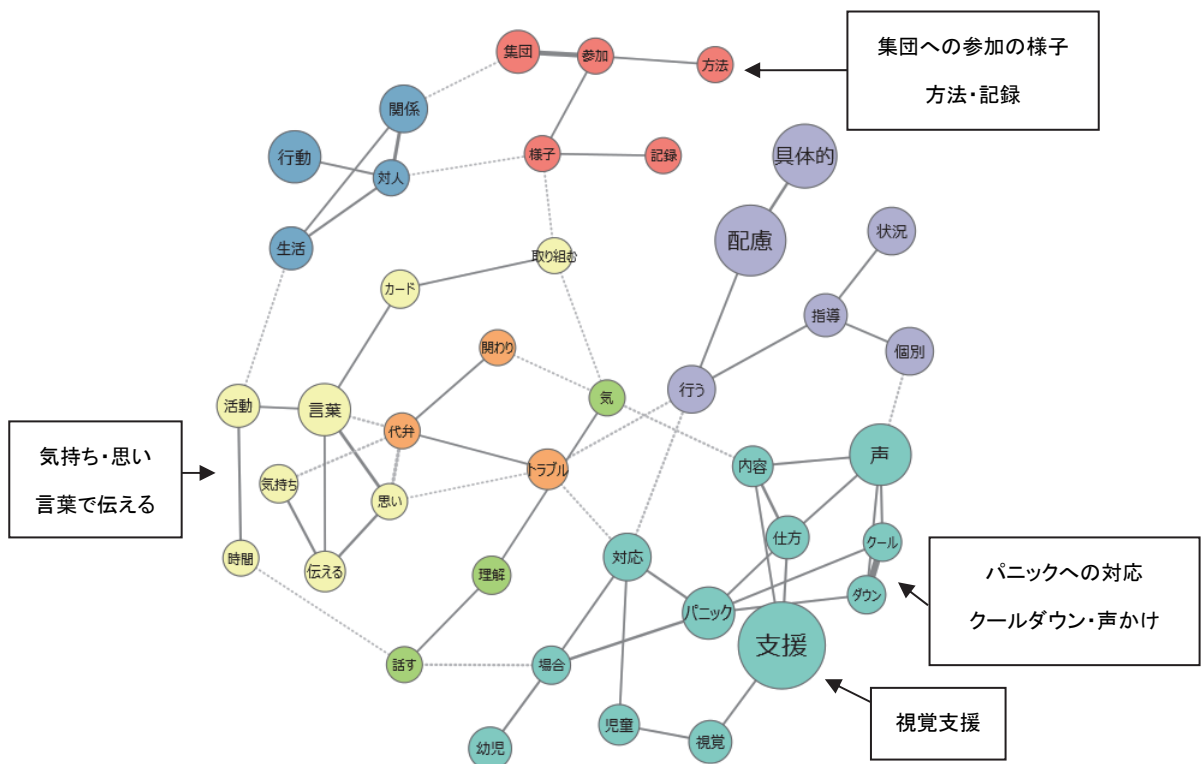 集団への参加の様子
方法・記録
集団
参加
方法
関係
行動
対人
様子
記録
具体的
配慮
状況
生活
取り組む
カード
指導
個別
関わり
行う
気
活動
言葉
代弁
声
気持ち・思い
言葉で伝える
気持ち
思い
トラブル
内容
仕方
クール
時間
伝える
理解
対応
ダウン
パニックへの対応
クールダウン・声かけ
パニック
支援
話す
場合
視覚支援
児童
視覚
幼児